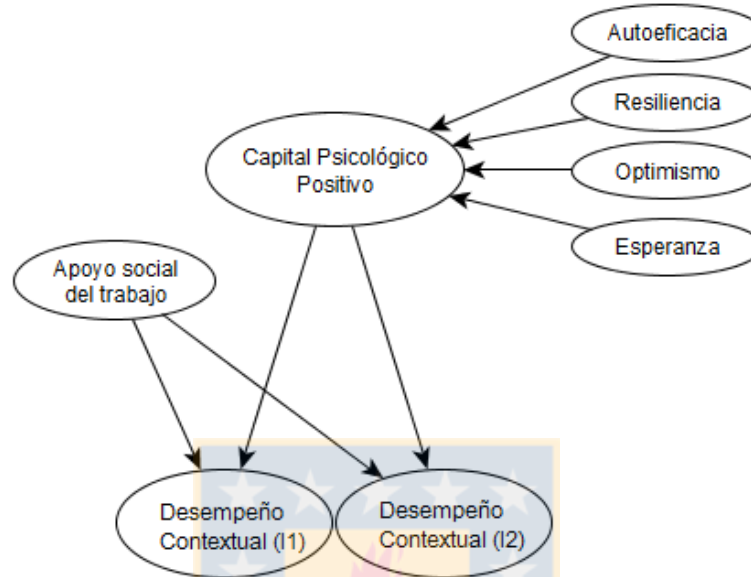 Autoeficacia
Resiliencia
Capital Psicológico
Positivo
Optimismo
Esperanza
Apoyo social
del trabajo
Desempeño
Contextual (I1)
Desempeño
Contextual (I2)